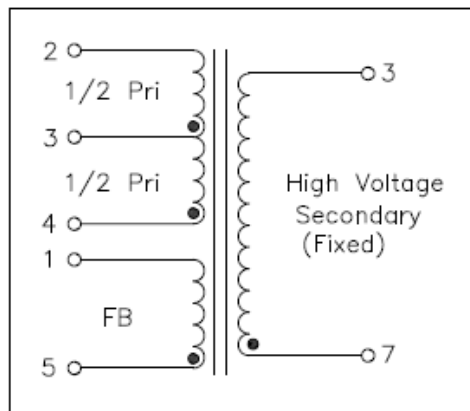 2
1/2 Pri
3
1/2 Pri
4
1
FB
5
3
High Voltage
Secondary
(Fixed)
7